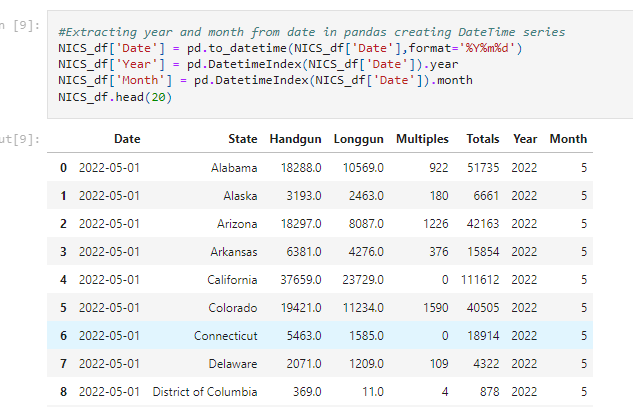 n [9]:
#Extracting year and month from date in pandas creating DateTime series
NICS_df['Date'] = pd.to_datetime(NICS_df['Date'],format='%Y%m%d')
NICS_df['Year'] = pd.DatetimeIndex(NICS_df['Date']).year
NICS_df['Month'] = pd.DatetimeIndex(NICS_df['Date']).month
NICS_df.head(20)
ut[9]:
Date State Handgun Longgun Multiples Totals Year Month
0 2022-05-01 Alabama 18288.0 10569.0 922 51735 2022 5
1 2022-05-01 Alaska 3193.0 2463.0 180 6661 2022 5
2 2022-05-01 Arizona 18297.0 8087.0 1226 42163 2022 5
3 2022-05-01 Arkansas 6381.0 4276.0 376 15854 2022 5
4 2022-05-01 California 37659.0 23729.0 0 111612 2022 5
5 2022-05-01 Colorado 19421.0 11234.0 1590 40505 2022 5
6 2022-05-01 Connecticut 5463.0 1585.0 0 18914 2022 5
7 2022-05-01 Delaware 2071.0 1209.0 109 4322 2022 5
8 2022-05-01 District of Columbia 369.0 11.0 4 878 2022 5